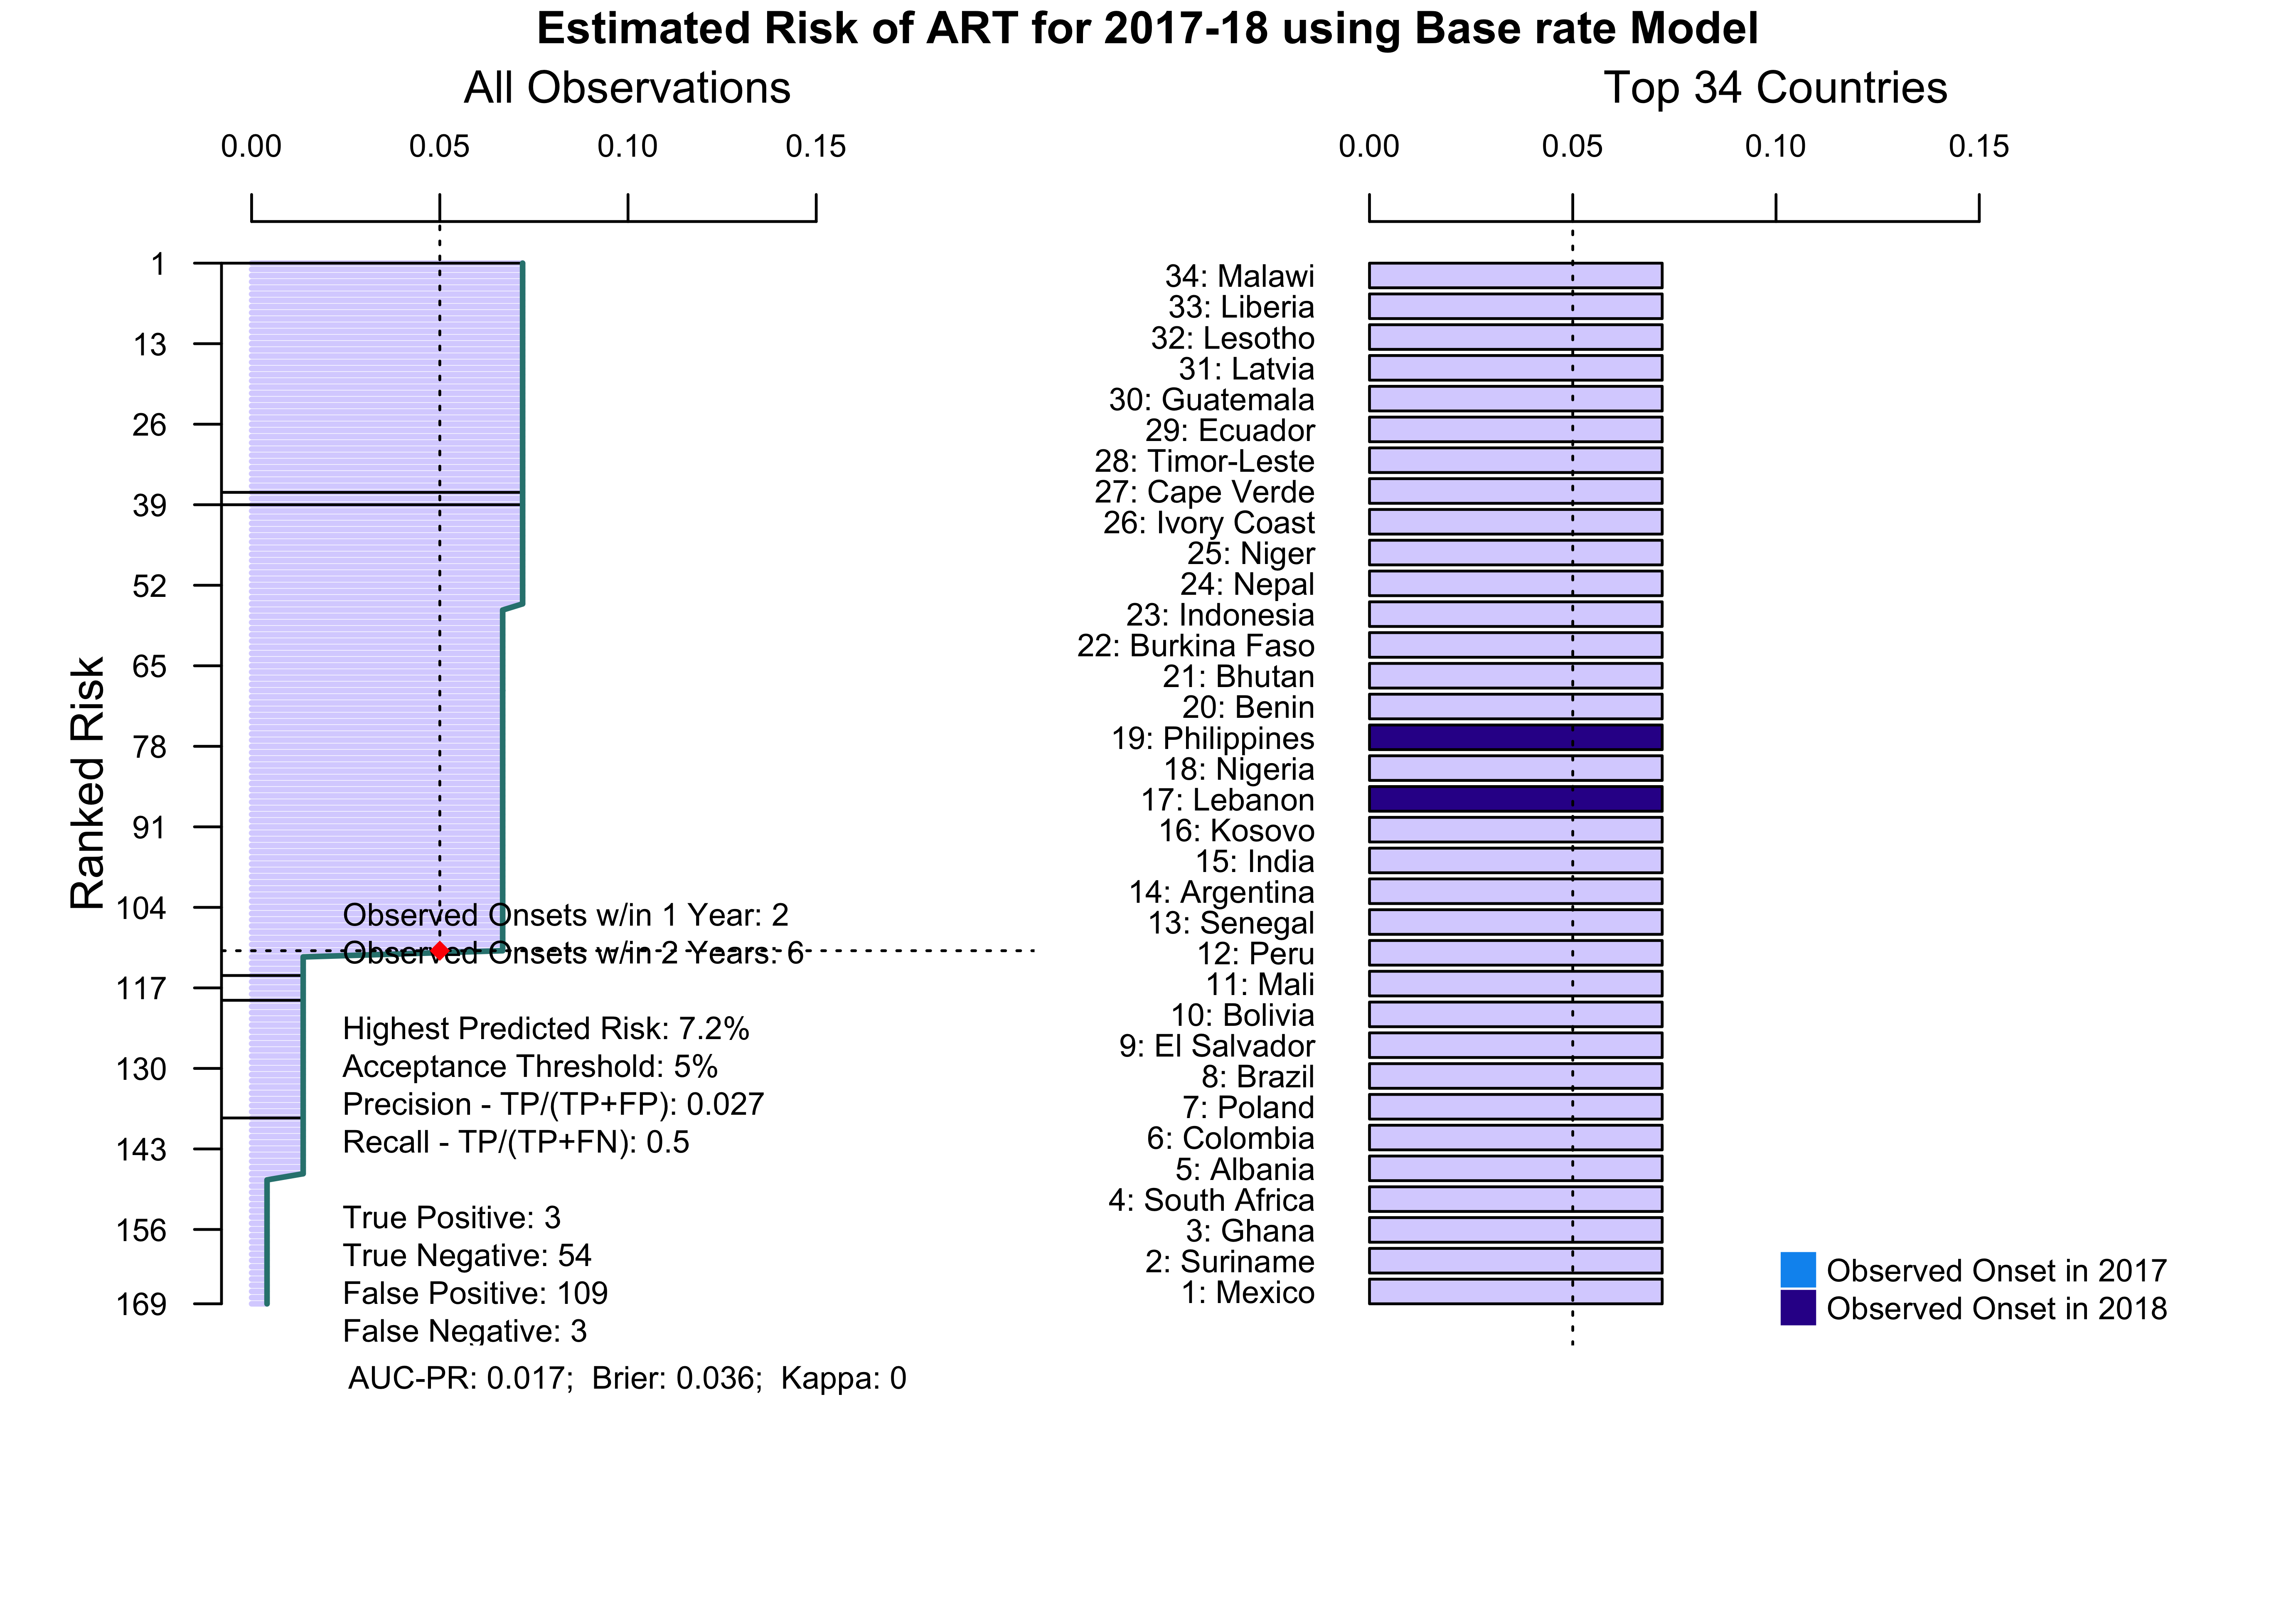 Estimated Risk of ART for 2017-18 using Base rate Model
All Observations
0.00 0.05 0.10 0.15
Ranked Risk
1
13
26
39
52
65
78
91
104
117
130
143
156
169
Observed Onsets w/in 1 Year: 2
Observed Onsets w/in 2 Years: 6
Highest Predicted Risk: 7.2%
Acceptance Threshold: 5%
Precision - TP/(TP+FP): 0.027
Recall - TP/(TP+FN): 0.5
True Positive: 3
True Negative: 54
False Positive: 109
False Negative: 3
AUC-PR: 0.017; Brier: 0.036; Kappa: 0
Top 34 Countries
0.00 0.05 0.10 0.15
34: Malawi
33: Liberia
32: Lesotho
31: Latvia
30: Guatemala
29: Ecuador
28: Timor-Leste
27: Cape Verde
26: Ivory Coast
25: Niger
24: Nepal
23: Indonesia
22: Burkina Faso
21: Bhutan
20: Benin
19: Philippines
18: Nigeria
17: Lebanon
16: Kosovo
15: India
14: Argentina
13: Senegal
12: Peru
11: Mali
10: Bolivia
9: El Salvador
8: Brazil
7: Poland
6: Colombia
5: Albania
4: South Africa
3: Ghana
2: Suriname
1: Mexico
Observed Onset in 2017
Observed Onset in 2018